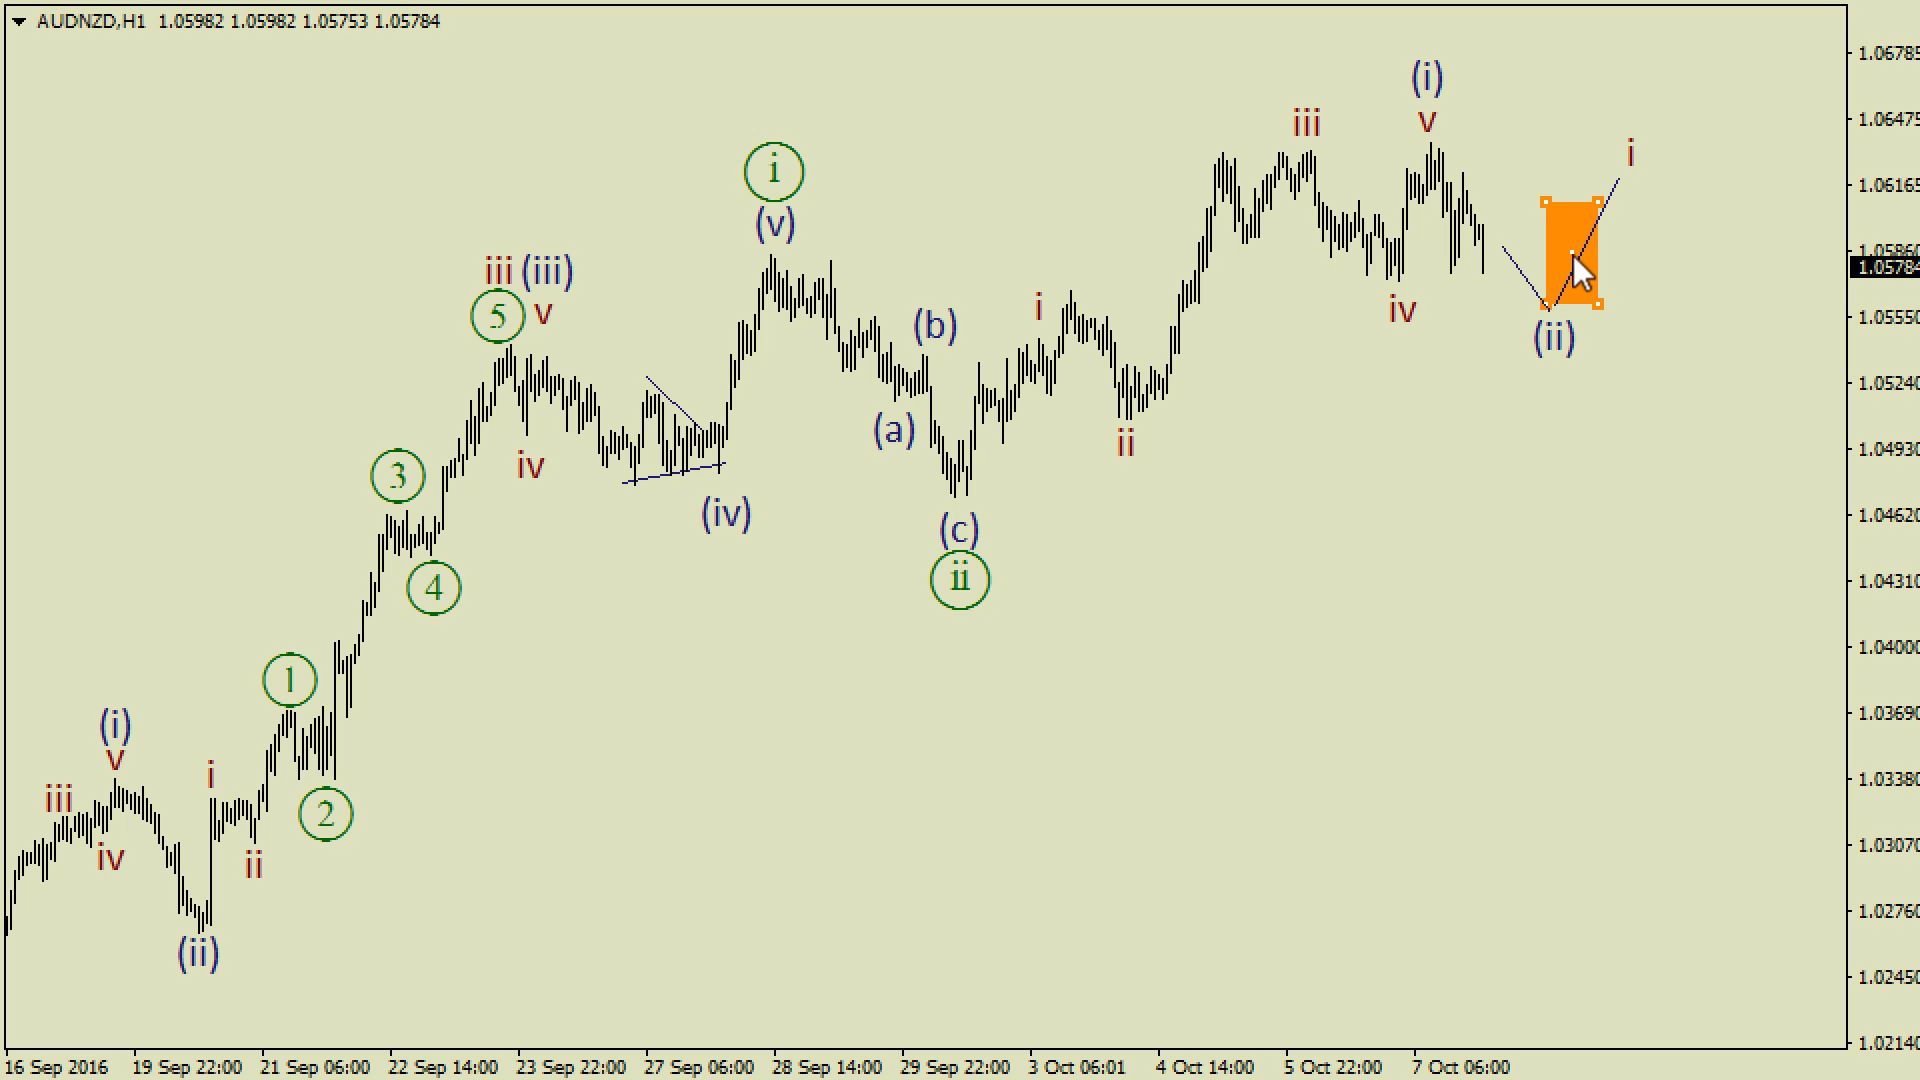 AUDNZD,H1 1.05982 1.05982 1.05753 1.05784
1.06785
(i)
v
iii
1.06475
i
i
1.06165
(v)
iii (iii)
1.05860
1.05784
5 v
i
iv
(b)
1.05550
(ii)
1.05240
(a)
ii
1.04930
3
iv
(iv)
1.04620
(c)
ii
4
1.04310
1.04000
1
1.03690
(i)
v
i
1.03380
iii
2
1.03070
iv
ii
1.02760
(ii)
1.02450
1.02140
16 Sep 2016 19 Sep 22:00 21 Sep 06:00 22 Sep 14:00 23 Sep 22:00 27 Sep 06:00 28 Sep 14:00 29 Sep 22:00 3 Oct 06:01 4 Oct 14:00 5 Oct 22:00 7 Oct 06:00